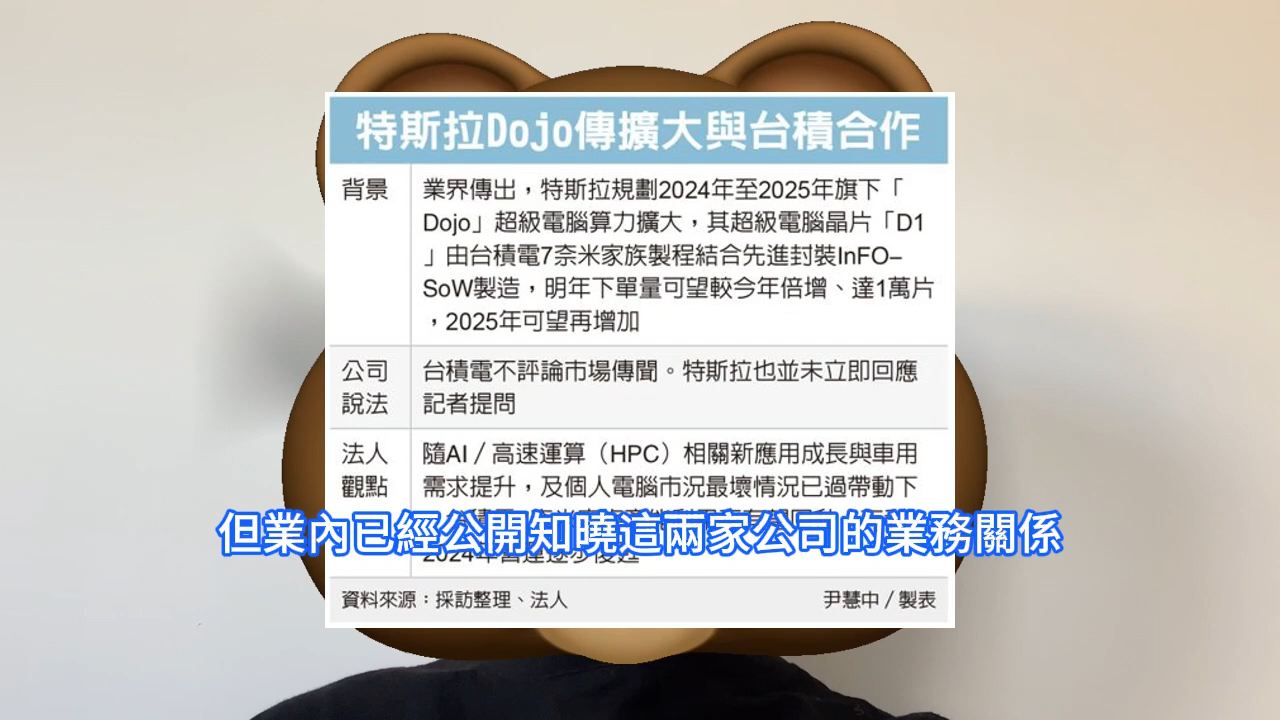 特斯拉Dojo傳擴大與台積合作
背景
業界傳出，特斯拉規劃2024年至2025年旗下「
Dojo」超級電腦算力擴大，其超級電腦晶片「D1
」由台積電7奈米家族製程結合先進封裝InFO–
SoW製造，明年下單量可望較今年倍增、達1萬片
，2025年可望再增加
公司
說法
台積電不評論市場傳聞。特斯拉也並未立即回應
記者提問
法人
觀點
隨AI／高速運算（HPC）相關新應用成長與車用
需求提升，及個人電腦市況最壞情況已過帶動下
但業內已經公開知曉這兩家公司的業務關係
資料來源：採訪整理、法人
尹慧中／製表